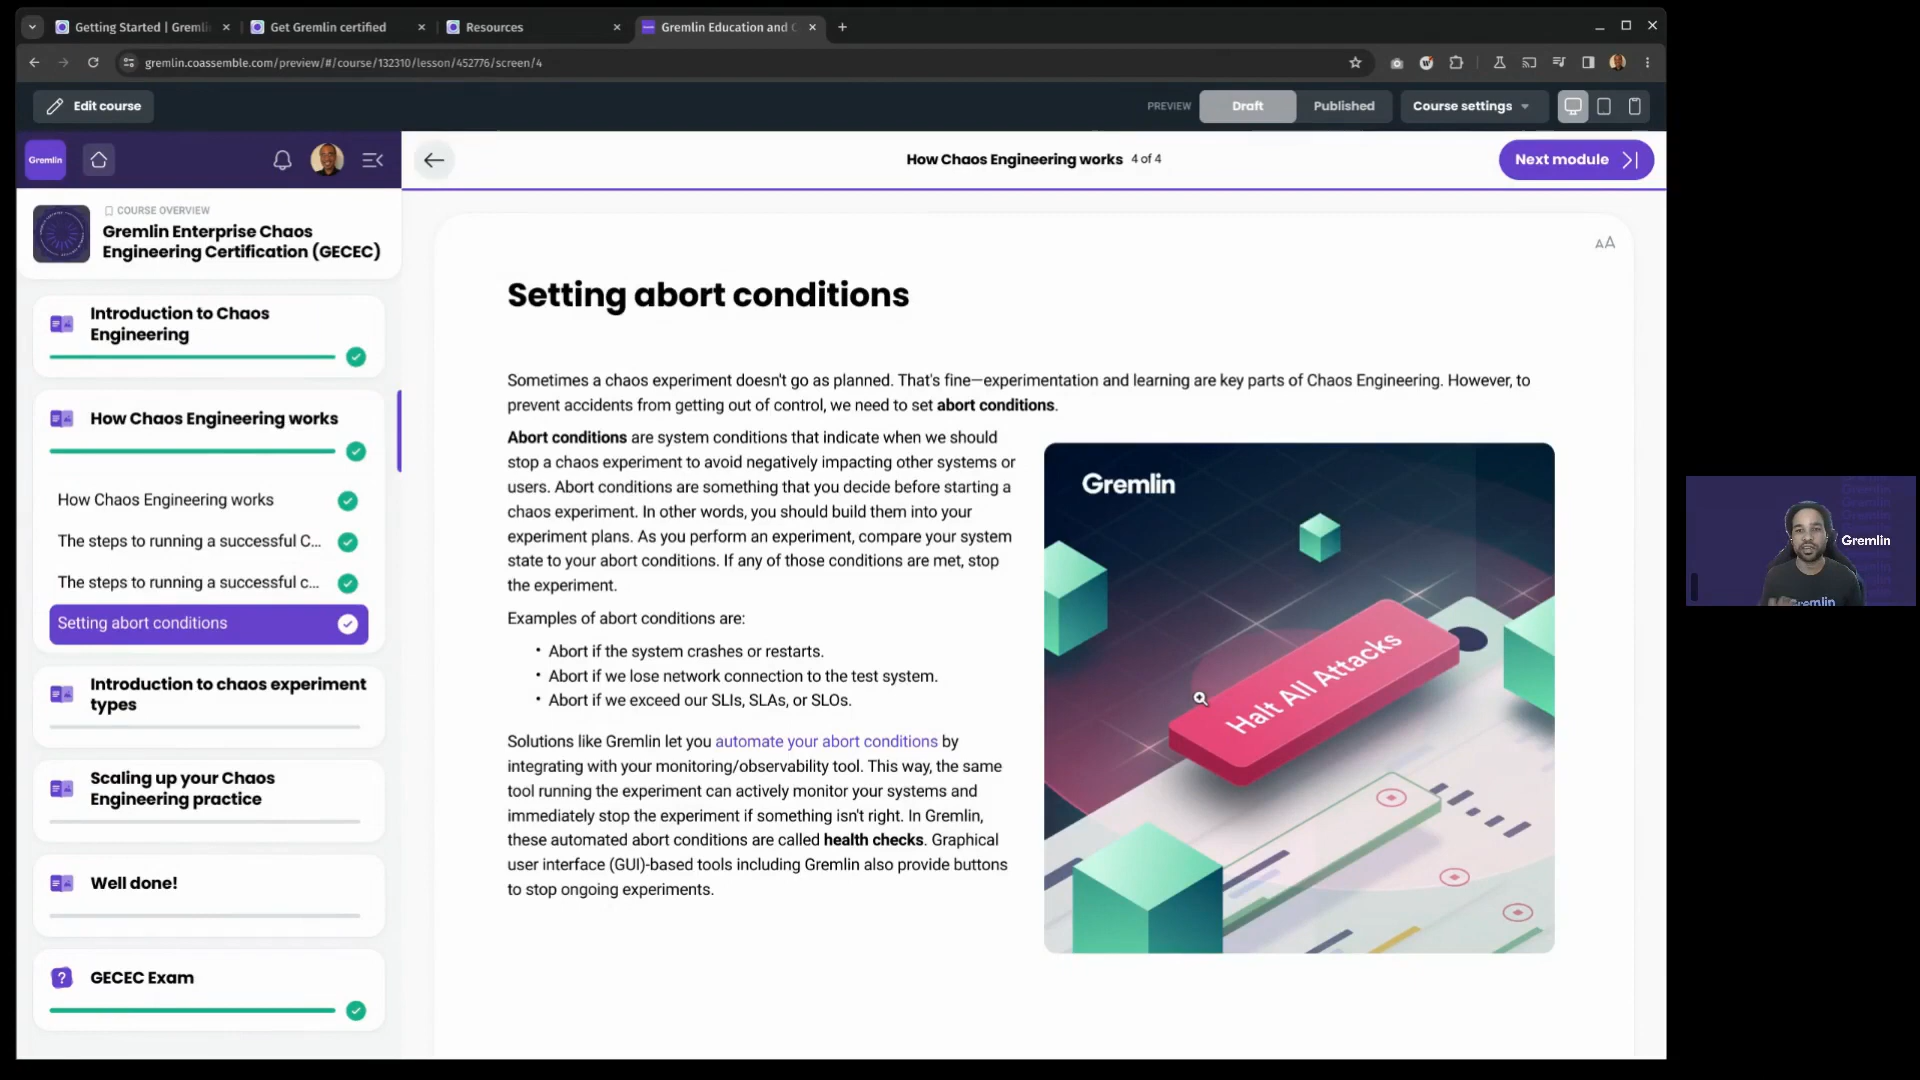 Getting Started | Gremli
Get Gremlin certified
Resources
Gremlin Education and C
gremlin.coassemble.com/preview/#/course/132310/lesson/452776/screen/4
Edit course
PREVIEW
Draft
Published
Course settings
Gremlin
How Chaos Engineering works 4 of 4
Next module
COURSE OVERVIEW
Gremlin Enterprise Chaos
Engineering Certification (GECEC)
Introduction to Chaos
Engineering
How Chaos Engineering works
How Chaos Engineering works
The steps to running a successful C...
The steps to running a successful c...
Setting abort conditions
Introduction to chaos experiment
types
Scaling up your Chaos
Engineering practice
Well done!
? GECEC Exam
AA
Setting abort conditions
Sometimes a chaos experiment doesn't go as planned. That's fine—experimentation and learning are key parts of Chaos Engineering. However, to
prevent accidents from getting out of control, we need to set abort conditions.
Abort conditions are system conditions that indicate when we should
stop a chaos experiment to avoid negatively impacting other systems or
users. Abort conditions are something that you decide before starting a
chaos experiment. In other words, you should build them into your
experiment plans. As you perform an experiment, compare your system
state to your abort conditions. If any of those conditions are met, stop
the experiment.
Examples of abort conditions are:
• Abort if the system crashes or restarts.
• Abort if we lose network connection to the test system.
• Abort if we exceed our SLIs, SLAs, or SLOs.
Solutions like Gremlin let you automate your abort conditions by
integrating with your monitoring/observability tool. This way, the same
tool running the experiment can actively monitor your systems and
immediately stop the experiment if something isn't right. In Gremlin,
these automated abort conditions are called health checks. Graphical
user interface (GUI)-based tools including Gremlin also provide buttons
to stop ongoing experiments.
Gremlin
Halt All Attacks
Gremlin